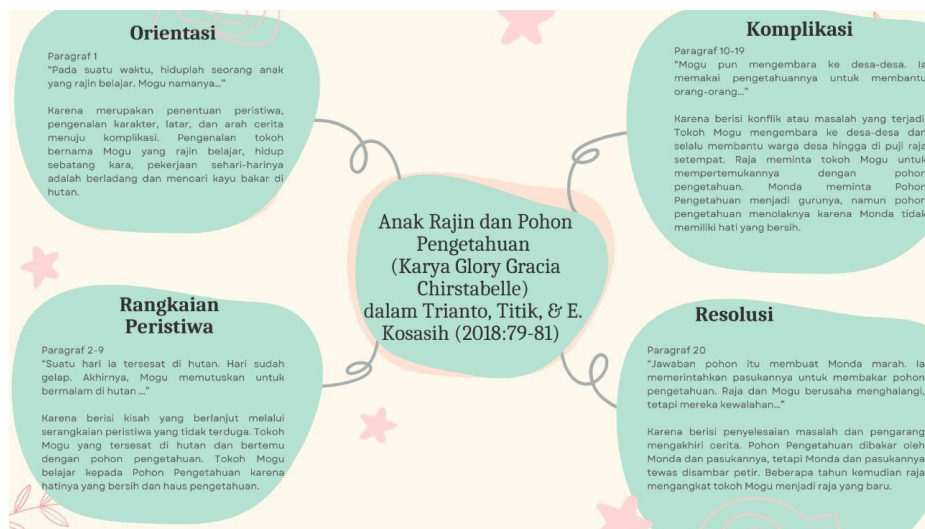 Orientasi
Paragraf 1
“Pada suatu waktu, hiduplah seorang anak
yang rajin belajar. Mogu namanya...”
Karena merupakan penentuan peristiwa,
pengenalan karakter, latar, dan arah cerita
menuju komplikasi. Pengenalan tokoh
bernama Mogu yang rajin belajar, hidup
sebatang kara, pekerjaan sehari-harinya
adalah berladang dan mencari kayu bakar di
hutan.
Komplikasi
Paragraf 10-19
“Mogu pun mengembara ke desa-desa. Ia
memakai pengetahuannya untuk membantu
orang-orang...”
Karena berisi konflik atau masalah yang terjadi.
Tokoh Mogu mengembara ke desa-desa dan
selalu membantu warga desa hingga di puji raja
setempat. Raja meminta tokoh Mogu untuk
mempertemukannya dengan pohon
pengetahuan. Monda meminta Pohon
Pengetahuan menjadi gurunya, namun pohon
pengetahuan menolaknya karena Monda tidak
memiliki hati yang bersih.
Anak Rajin dan Pohon
Pengetahuan
(Karya Glory Gracia
Chirstabelle)
dalam Trianto, Titik, & E.
Kosasih (2018:79-81)
Rangkaian
Peristiwa
Paragraf 2-9
“Suatu hari ia tersesat di hutan. Hari sudah
gelap. Akhirnya, Mogu memutuskan untuk
bermalam di hutan ...”
Karena berisi kisah yang berlanjut melalui
serangkaian peristiwa yang tidak terduga. Tokoh
Mogu yang tersesat di hutan dan bertemu
dengan pohon pengetahuan. Tokoh Mogu
belajar kepada Pohon Pengetahuan karena
hatinya yang bersih dan haus pengetahuan.
Resolusi
Paragraf 20
“Jawaban pohon itu membuat Monda marah. Ia
memerintahkan pasukannya untuk membakar pohon
pengetahuan. Raja dan Mogu berusaha menghalangi,
tetapi mereka kewalahan...”
Karena berisi penyelesaian masalah dan pengarang
mengakhiri cerita. Pohon Pengetahuan dibakar oleh
Monda dan pasukannya, tetapi Monda dan pasukannya
tewas disambar petir. Beberapa tahun kemudian raja
mengangkat tokoh Mogu menjadi raja yang baru.